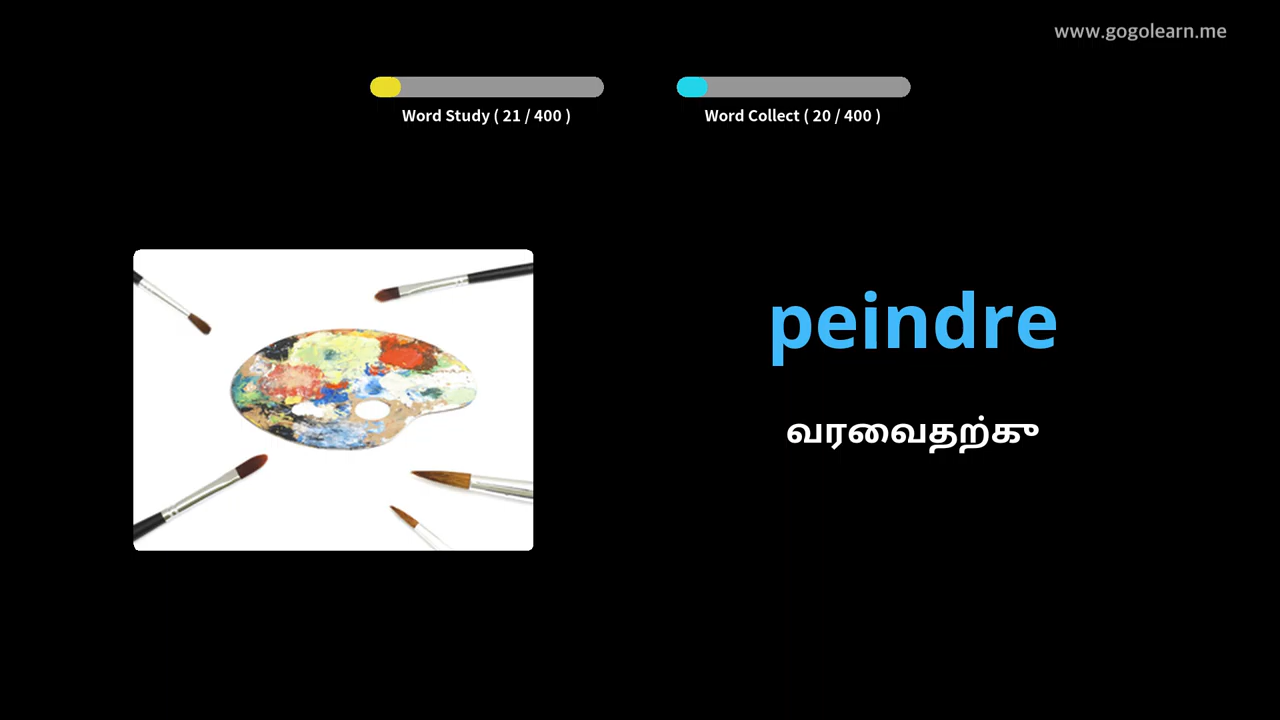 www.gogolearn.me
Word Study ( 21 / 400 )
Word Collect ( 20 / 400 )
peindre
வரவைதற்கு